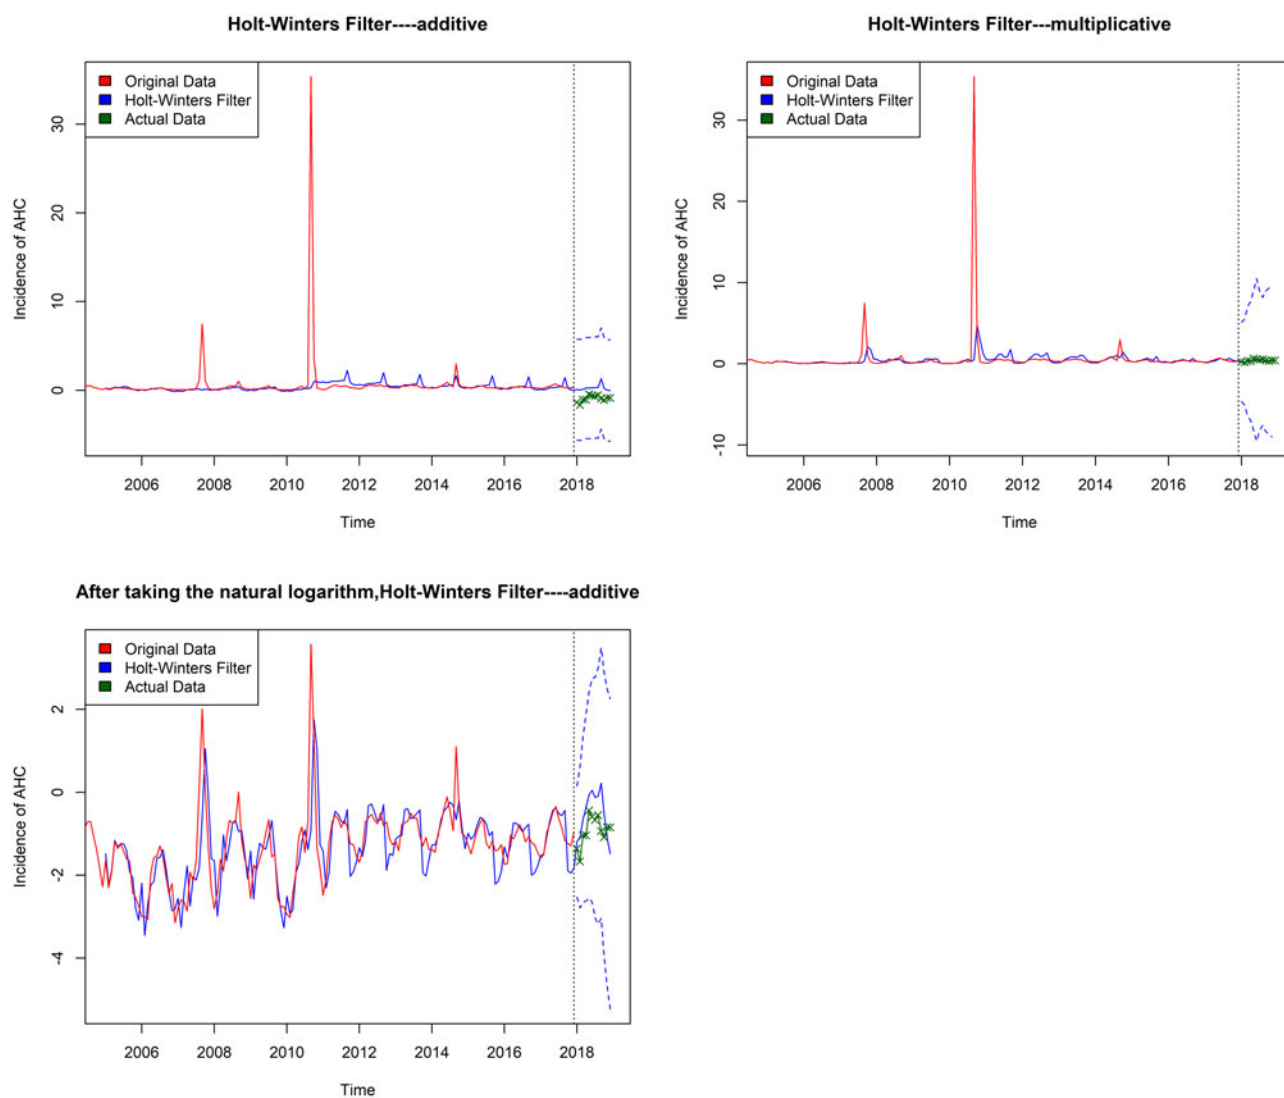 Holt-Winters Filter----additive
Original Data
Holt-Winters Filter
Actual Data
Incidence of AHC
30
20
10
0
2006 2008 2010 2012 2014 2016 2018
Time
Holt-Winters Filter---multiplicative
Original Data
Holt-Winters Filter
Actual Data
Incidence of AHC
30
20
10
0
-10
2006 2008 2010 2012 2014 2016 2018
Time
After taking the natural logarithm,Holt-Winters Filter----additive
Original Data
Holt-Winters Filter
Actual Data
Incidence of AHC
2
0
-2
-4
2006 2008 2010 2012 2014 2016 2018
Time